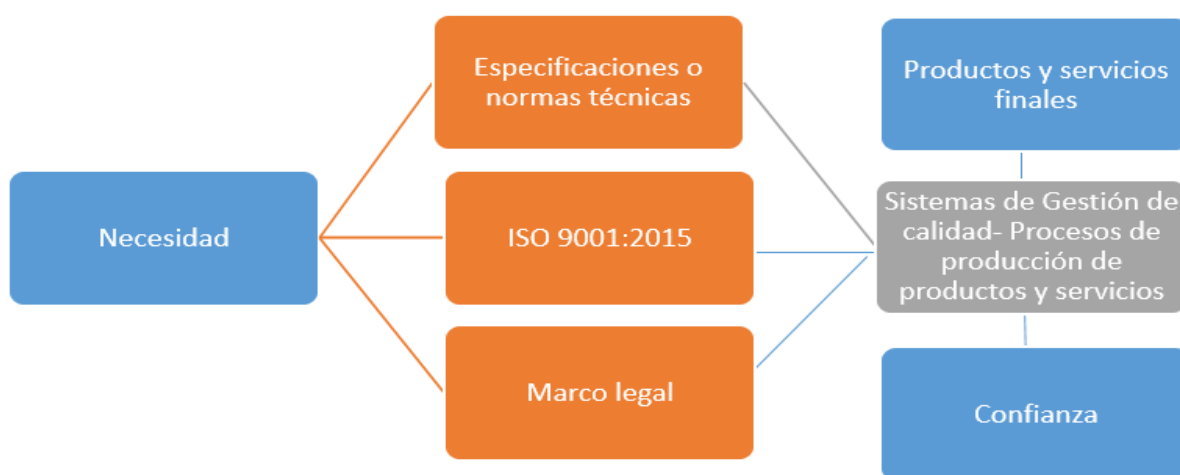 Necesidad
Especificaciones o
normas técnicas
ISO 9001:2015
Marco legal
Productos y servicios
finales
Sistemas de Gestión de
calidad- Procesos de
producción de
productos y servicios
Confianza